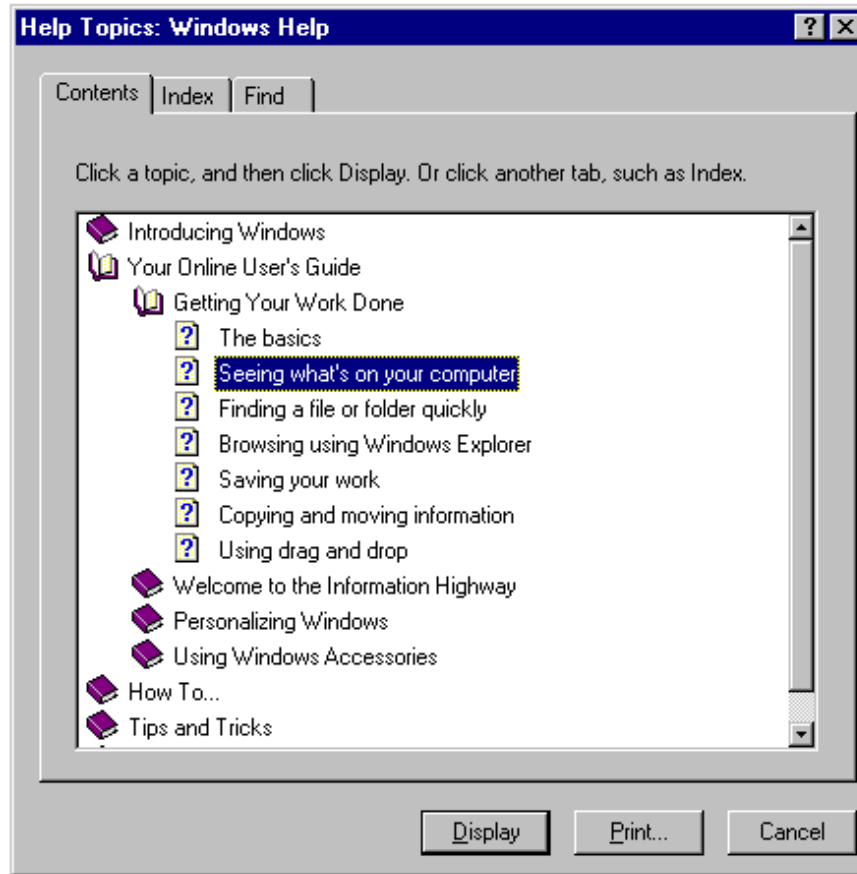 Help Topics: Windows Help
Contents Index Find
Click a topic, and then click Display. Or click another tab, such as Index.
Introducing Windows
Your Online User's Guide
Getting Your Work Done
The basics
Seeing what's on your computer
Finding a file or folder quickly
Browsing using Windows Explorer
Saving your work
Copying and moving information
Using drag and drop
Welcome to the Information Highway
Personalizing Windows
Using Windows Accessories
How To...
Tips and Tricks
Display Print... Cancel